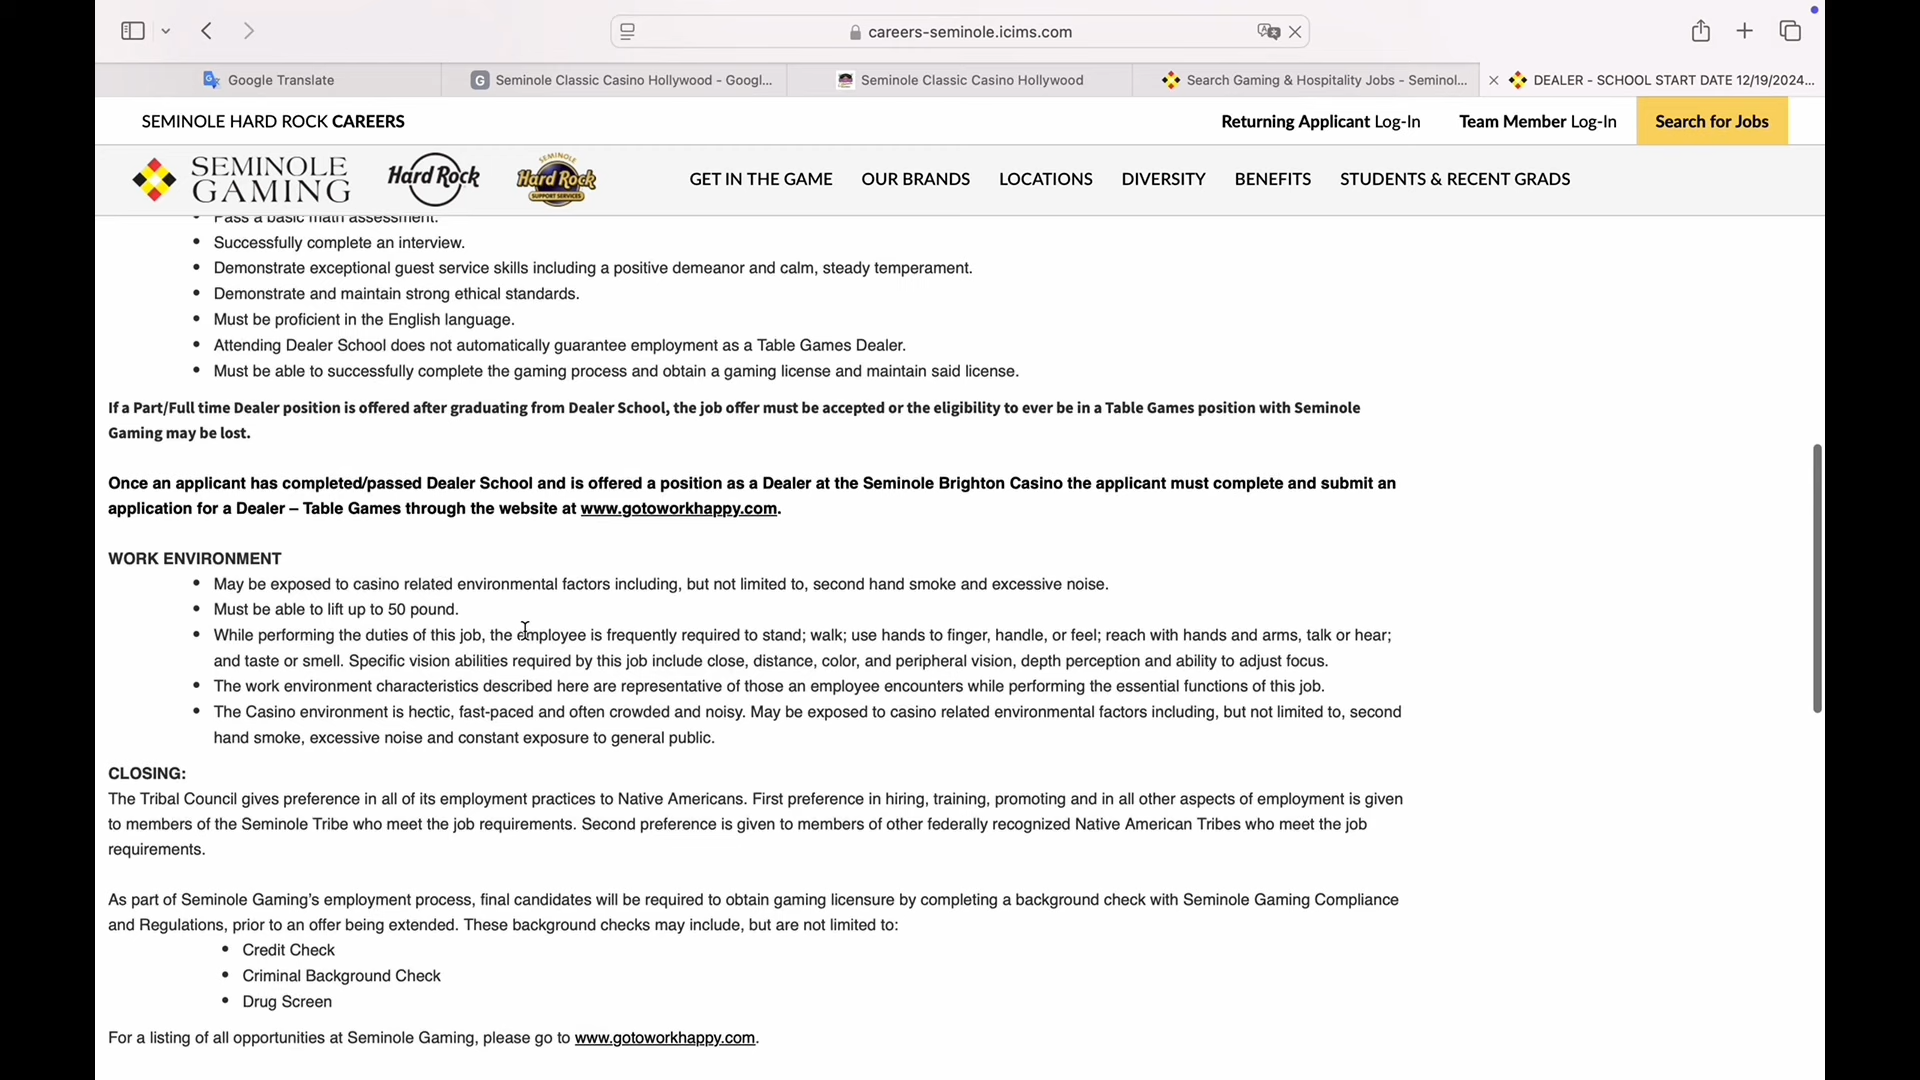 careers-seminole.icims.com
Google Translate
Seminole Classic Casino Hollywood - Googl...
Seminole Classic Casino Hollywood
Search Gaming & Hospitality Jobs - Seminol...
DEALER - SCHOOL START DATE 12/19/2024...
SEMINOLE HARD ROCK CAREERS
Returning Applicant Log-In
Team Member Log-In
Search for Jobs
SEMINOLE GAMING
Hard Rock
SEMINOLE Hard Rock SUPPORT SERVICES
GET IN THE GAME
OUR BRANDS
LOCATIONS
DIVERSITY
BENEFITS
STUDENTS & RECENT GRADS
• Pass a basic math assessment.
• Successfully complete an interview.
• Demonstrate exceptional guest service skills including a positive demeanor and calm, steady temperament.
• Demonstrate and maintain strong ethical standards.
• Must be proficient in the English language.
• Attending Dealer School does not automatically guarantee employment as a Table Games Dealer.
• Must be able to successfully complete the gaming process and obtain a gaming license and maintain said license.
If a Part/Full time Dealer position is offered after graduating from Dealer School, the job offer must be accepted or the eligibility to ever be in a Table Games position with Seminole
Gaming may be lost.
Once an applicant has completed/passed Dealer School and is offered a position as a Dealer at the Seminole Brighton Casino the applicant must complete and submit an
application for a Dealer – Table Games through the website at www.gotoworkhappy.com.
WORK ENVIRONMENT
• May be exposed to casino related environmental factors including, but not limited to, second hand smoke and excessive noise.
• Must be able to lift up to 50 pound.
• While performing the duties of this job, the employee is frequently required to stand; walk; use hands to finger, handle, or feel; reach with hands and arms, talk or hear;
and taste or smell. Specific vision abilities required by this job include close, distance, color, and peripheral vision, depth perception and ability to adjust focus.
• The work environment characteristics described here are representative of those an employee encounters while performing the essential functions of this job.
• The Casino environment is hectic, fast-paced and often crowded and noisy. May be exposed to casino related environmental factors including, but not limited to, second
hand smoke, excessive noise and constant exposure to general public.
CLOSING:
The Tribal Council gives preference in all of its employment practices to Native Americans. First preference in hiring, training, promoting and in all other aspects of employment is given
to members of the Seminole Tribe who meet the job requirements. Second preference is given to members of other federally recognized Native American Tribes who meet the job
requirements.
As part of Seminole Gaming's employment process, final candidates will be required to obtain gaming licensure by completing a background check with Seminole Gaming Compliance
and Regulations, prior to an offer being extended. These background checks may include, but are not limited to:
• Credit Check
• Criminal Background Check
• Drug Screen
For a listing of all opportunities at Seminole Gaming, please go to www.gotoworkhappy.com.